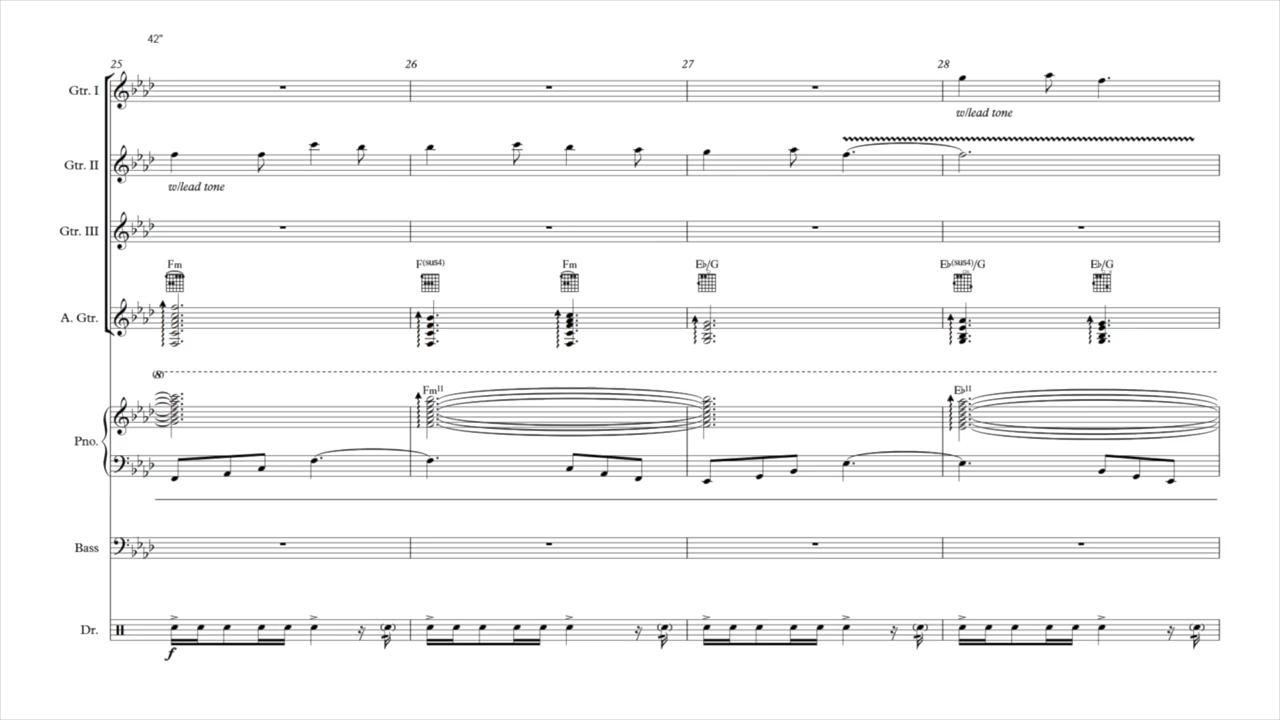 42"
25 26 27 28
Gtr. I
w/lead tone
Gtr. II
w/lead tone
Gtr. III
Fm F(sus4) Fm E♭/G E♭(sus4)/G E♭/G
A. Gtr.
(8)
Fm11 E♭11
Pno.
Bass
Dr.
f